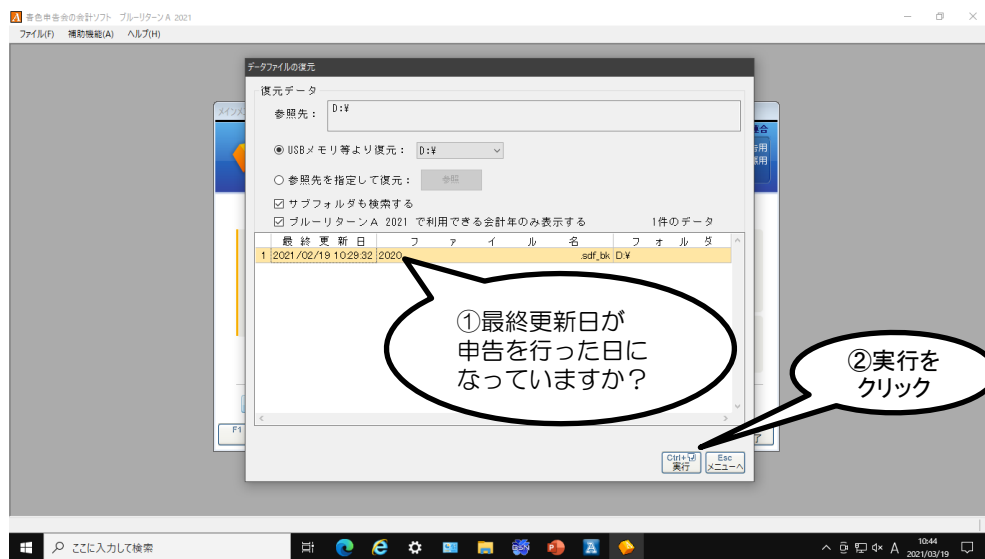 青色申告会の会計ソフト ブルーリターンA 2021
ファイル(F) 補助機能(A) ヘルプ(H)
データファイルの復元
復元データ
参照先： D:¥
USBメモリ等より復元： D:¥
参照先を指定して復元： 参照
サブフォルダも検索する
ブルーリターンA 2021 で利用できる会計年のみ表示する 1件のデータ
最終更新日 ファイル名 フォルダ
1 2021/02/19 10:29:32 2020 .sdf_bk D:¥
①最終更新日が
申告を行った日に
なっていますか？
②実行を
クリック
F1
Ctrl+
実行
Esc
メニューへ
ここに入力して検索
A
10:44
2021/03/19